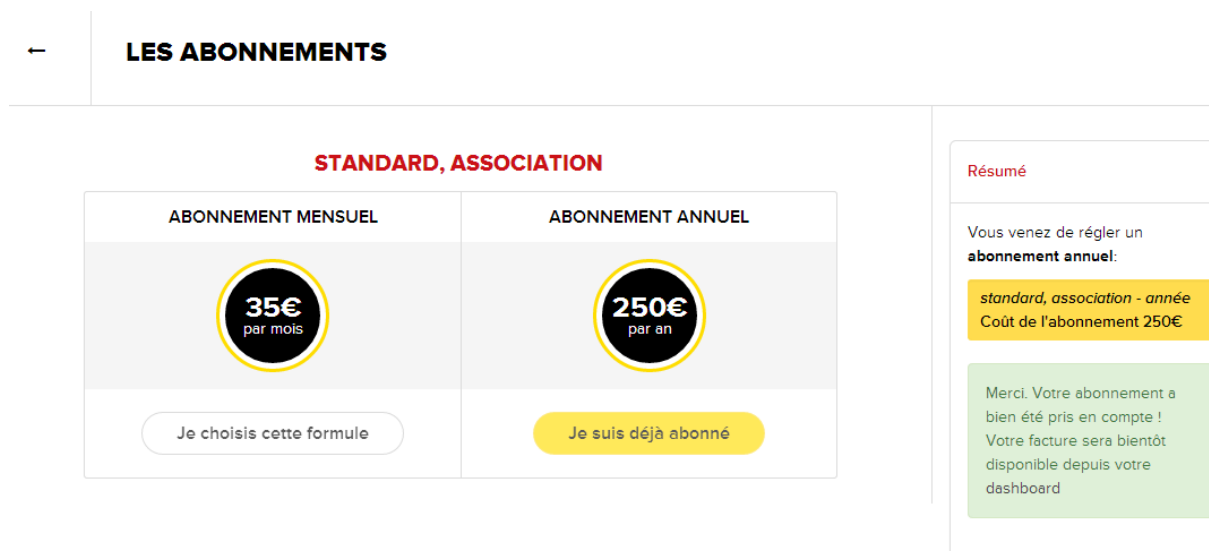 ←
LES ABONNEMENTS
STANDARD, ASSOCIATION
ABONNEMENT MENSUEL
ABONNEMENT ANNUEL
35€
par mois
250€
par an
Je choisis cette formule
Je suis déjà abonné
Résumé
Vous venez de régler un
abonnement annuel:
standard, association - année
Coût de l'abonnement 250€
Merci. Votre abonnement a
bien été pris en compte !
Votre facture sera bientôt
disponible depuis votre
dashboard